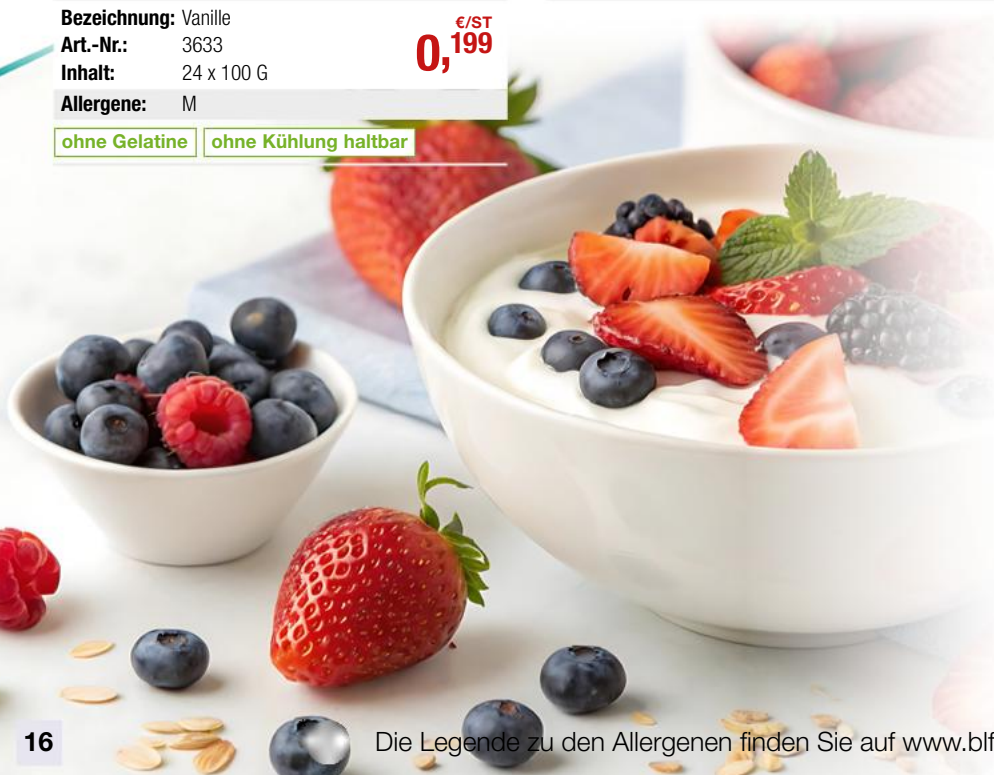 Bezeichnung: Vanille
Art.-Nr.: 3633
Inhalt: 24 x 100 G
€/ST
0,199
Allergene: M
ohne Gelatine ohne Kühlung haltbar
16 Die Legende zu den Allergenen finden Sie auf www.blf